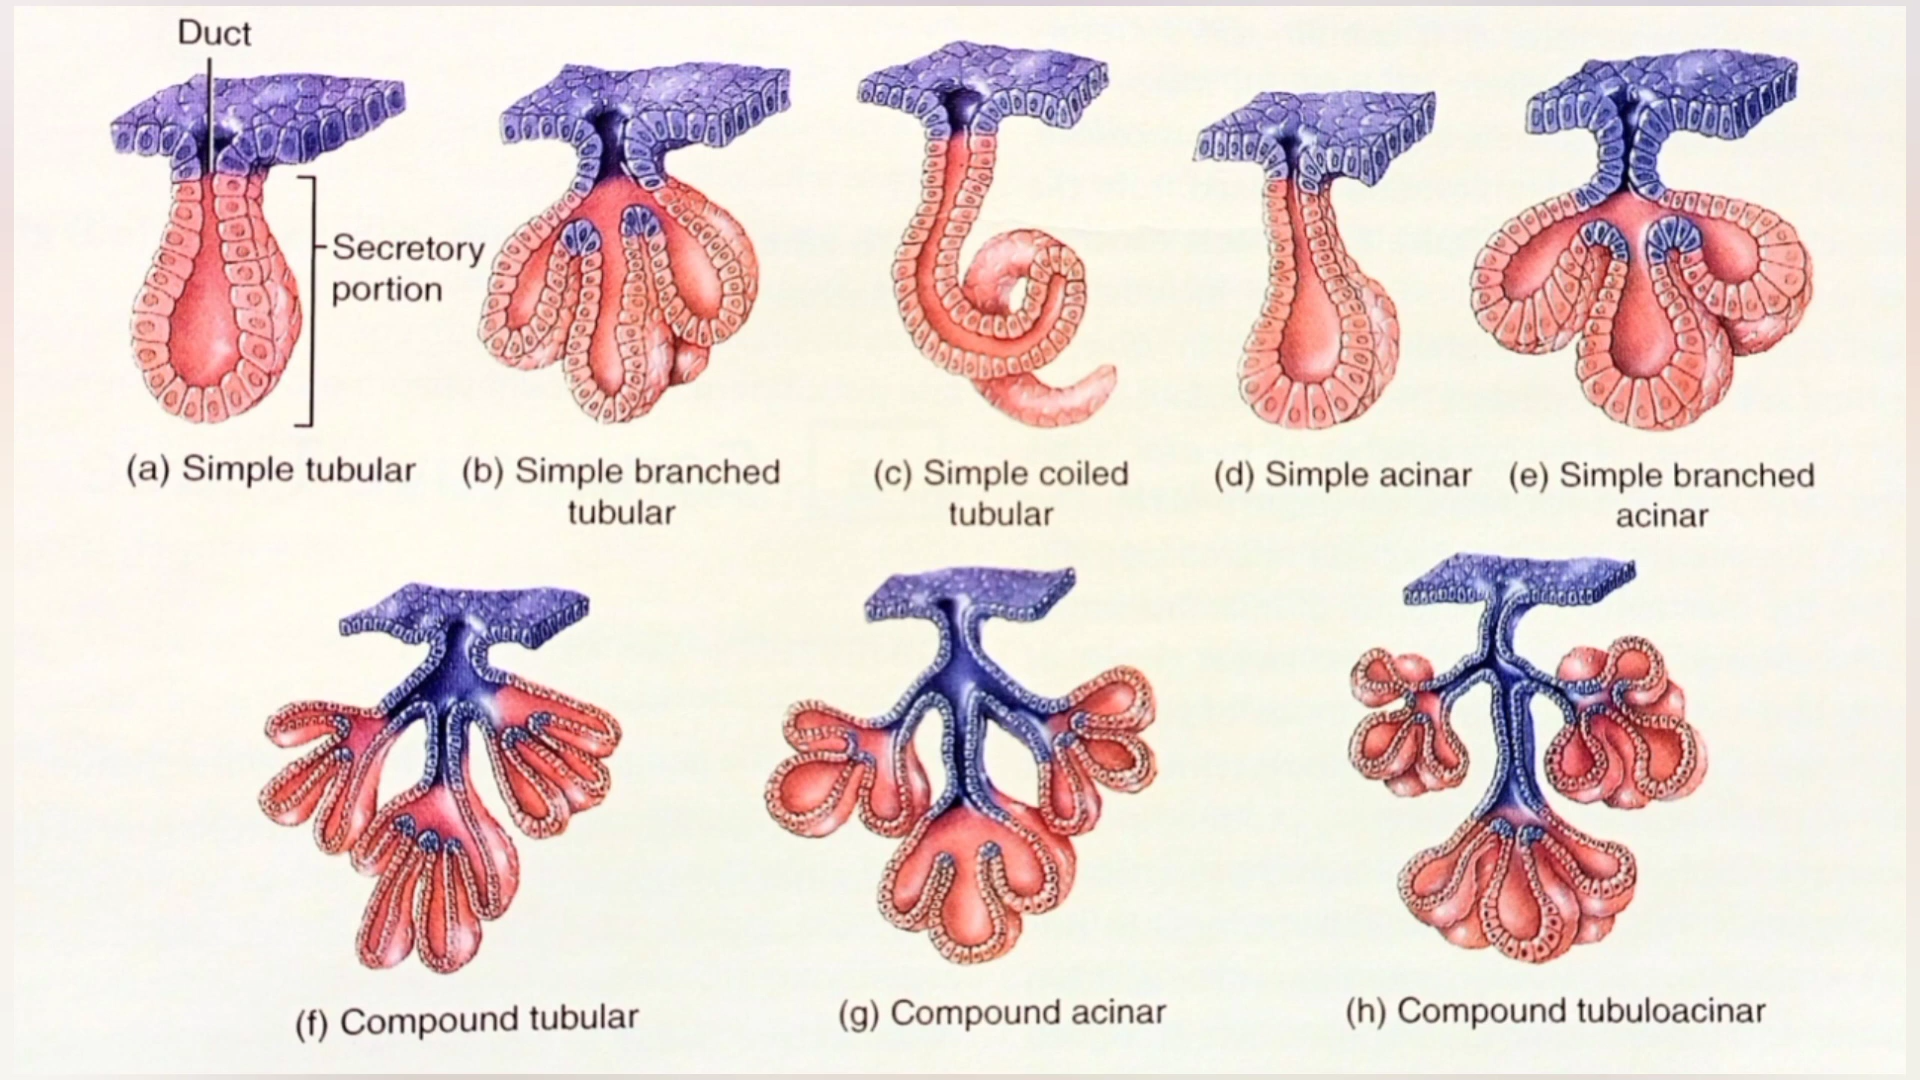 Duct
Secretory
portion
(a) Simple tubular
(b) Simple branched
tubular
(c) Simple coiled
tubular
(d) Simple acinar
(e) Simple branched
acinar
(f) Compound tubular
(g) Compound acinar
(h) Compound tubuloacinar